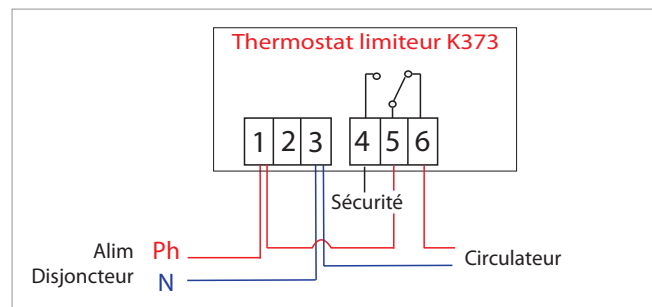 Thermostat limiteur K373
1 2 3 4 5 6
Sécurité
Alim Ph
Disjoncteur N
Circulateur